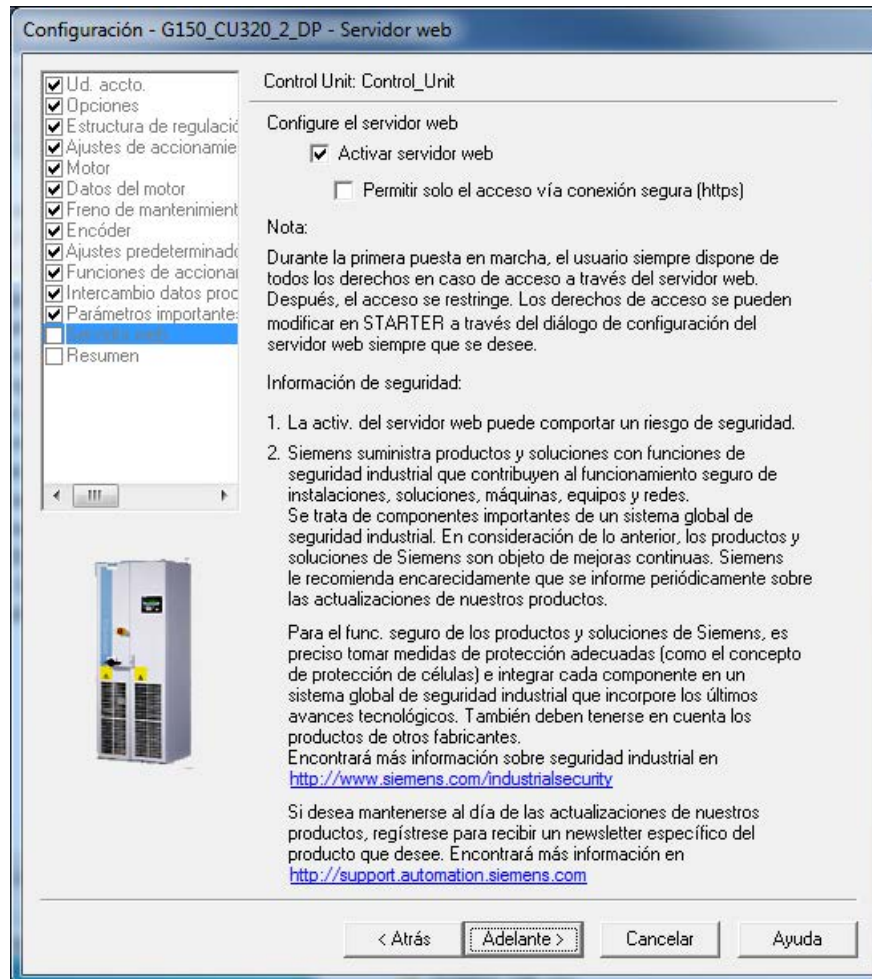 Configuración - G150_CU320_2_DP - Servidor web
Ud. accto.
Opciones
Estructura de regulació
Ajustes de accionamie
Motor
Datos del motor
Freno de mantenimient
Encóder
Ajustes predeterminado
Funciones de accionar
Intercambio datos proc
Parámetros importantes
Servidor web
Resumen
Control Unit: Control_Unit
Configure el servidor web
Activar servidor web
Permitir solo el acceso vía conexión segura (https)
Nota:
Durante la primera puesta en marcha, el usuario siempre dispone de
todos los derechos en caso de acceso a través del servidor web.
Después, el acceso se restringe. Los derechos de acceso se pueden
modificar en STARTER a través del diálogo de configuración del
servidor web siempre que se desee.
Información de seguridad:
1. La activ. del servidor web puede comportar un riesgo de seguridad.
2. Siemens suministra productos y soluciones con funciones de
seguridad industrial que contribuyen al funcionamiento seguro de
instalaciones, soluciones, máquinas, equipos y redes.
Se trata de componentes importantes de un sistema global de
seguridad industrial. En consideración de lo anterior, los productos y
soluciones de Siemens son objeto de mejoras continuas. Siemens
le recomienda encarecidamente que se informe periódicamente sobre
las actualizaciones de nuestros productos.
Para el func. seguro de los productos y soluciones de Siemens, es
preciso tomar medidas de protección adecuadas (como el concepto
de protección de células) e integrar cada componente en un
sistema global de seguridad industrial que incorpore los últimos
avances tecnológicos. También deben tenerse en cuenta los
productos de otros fabricantes.
Encontrará más información sobre seguridad industrial en
http://www.siemens.com/industrialsecurity
Si desea mantenerse al día de las actualizaciones de nuestros
productos, regístrese para recibir un newsletter específico del
producto que desee. Encontrará más información en
http://support.automation.siemens.com
< Atrás
Adelante >
Cancelar
Ayuda